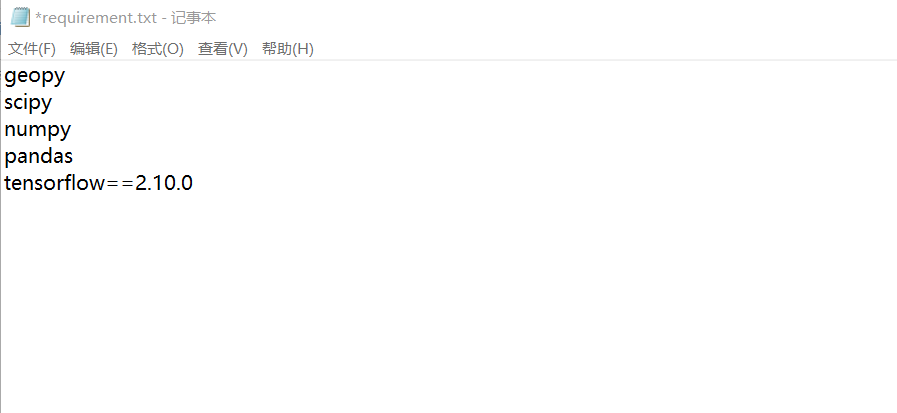 *requirement.txt - 记事本
文件(F) 编辑(E) 格式(O) 查看(V) 帮助(H)
geopy
scipy
numpy
pandas
tensorflow==2.10.0